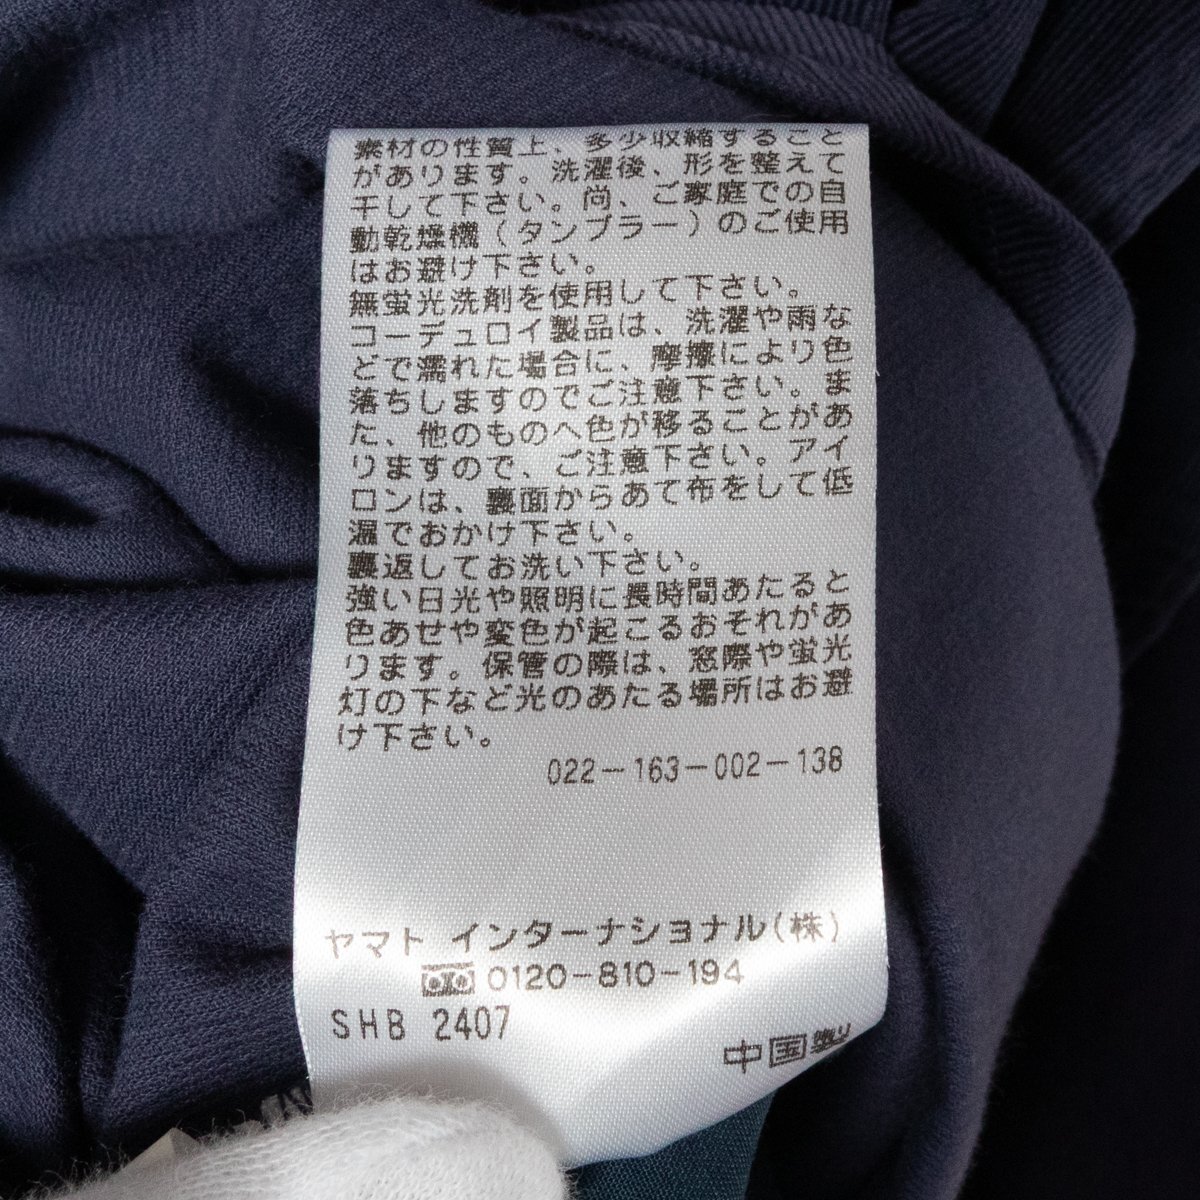 素材の性質上、多少収縮すること
があります。洗濯後、形を整えて
干して下さい。尚、ご家庭での自
動乾燥機(タンブラー)のご使用
はお避け下さい。
無蛍光洗剤を使用して下さい。
コーデュロイ製品は、洗濯や雨な
どで濡れた場合に、摩擦により色
落ちしますのでご注意下さい。ま
た、他のものへ色が移ることがあ
りますので、ご注意下さい。アイ
ロンは、裏面からあて布をして低
温でおかけ下さい。
裏返してお洗い下さい。
強い日光や照明に長時間あたると
色あせや変色が起こるおそれがあ
ります。保管の際は、窓際や蛍光
灯の下など光のあたる場所はお避
け下さい。
022-163-002-138
ヤマト インターナショナル(株)
0120-810-194
SHB 2407
中国製